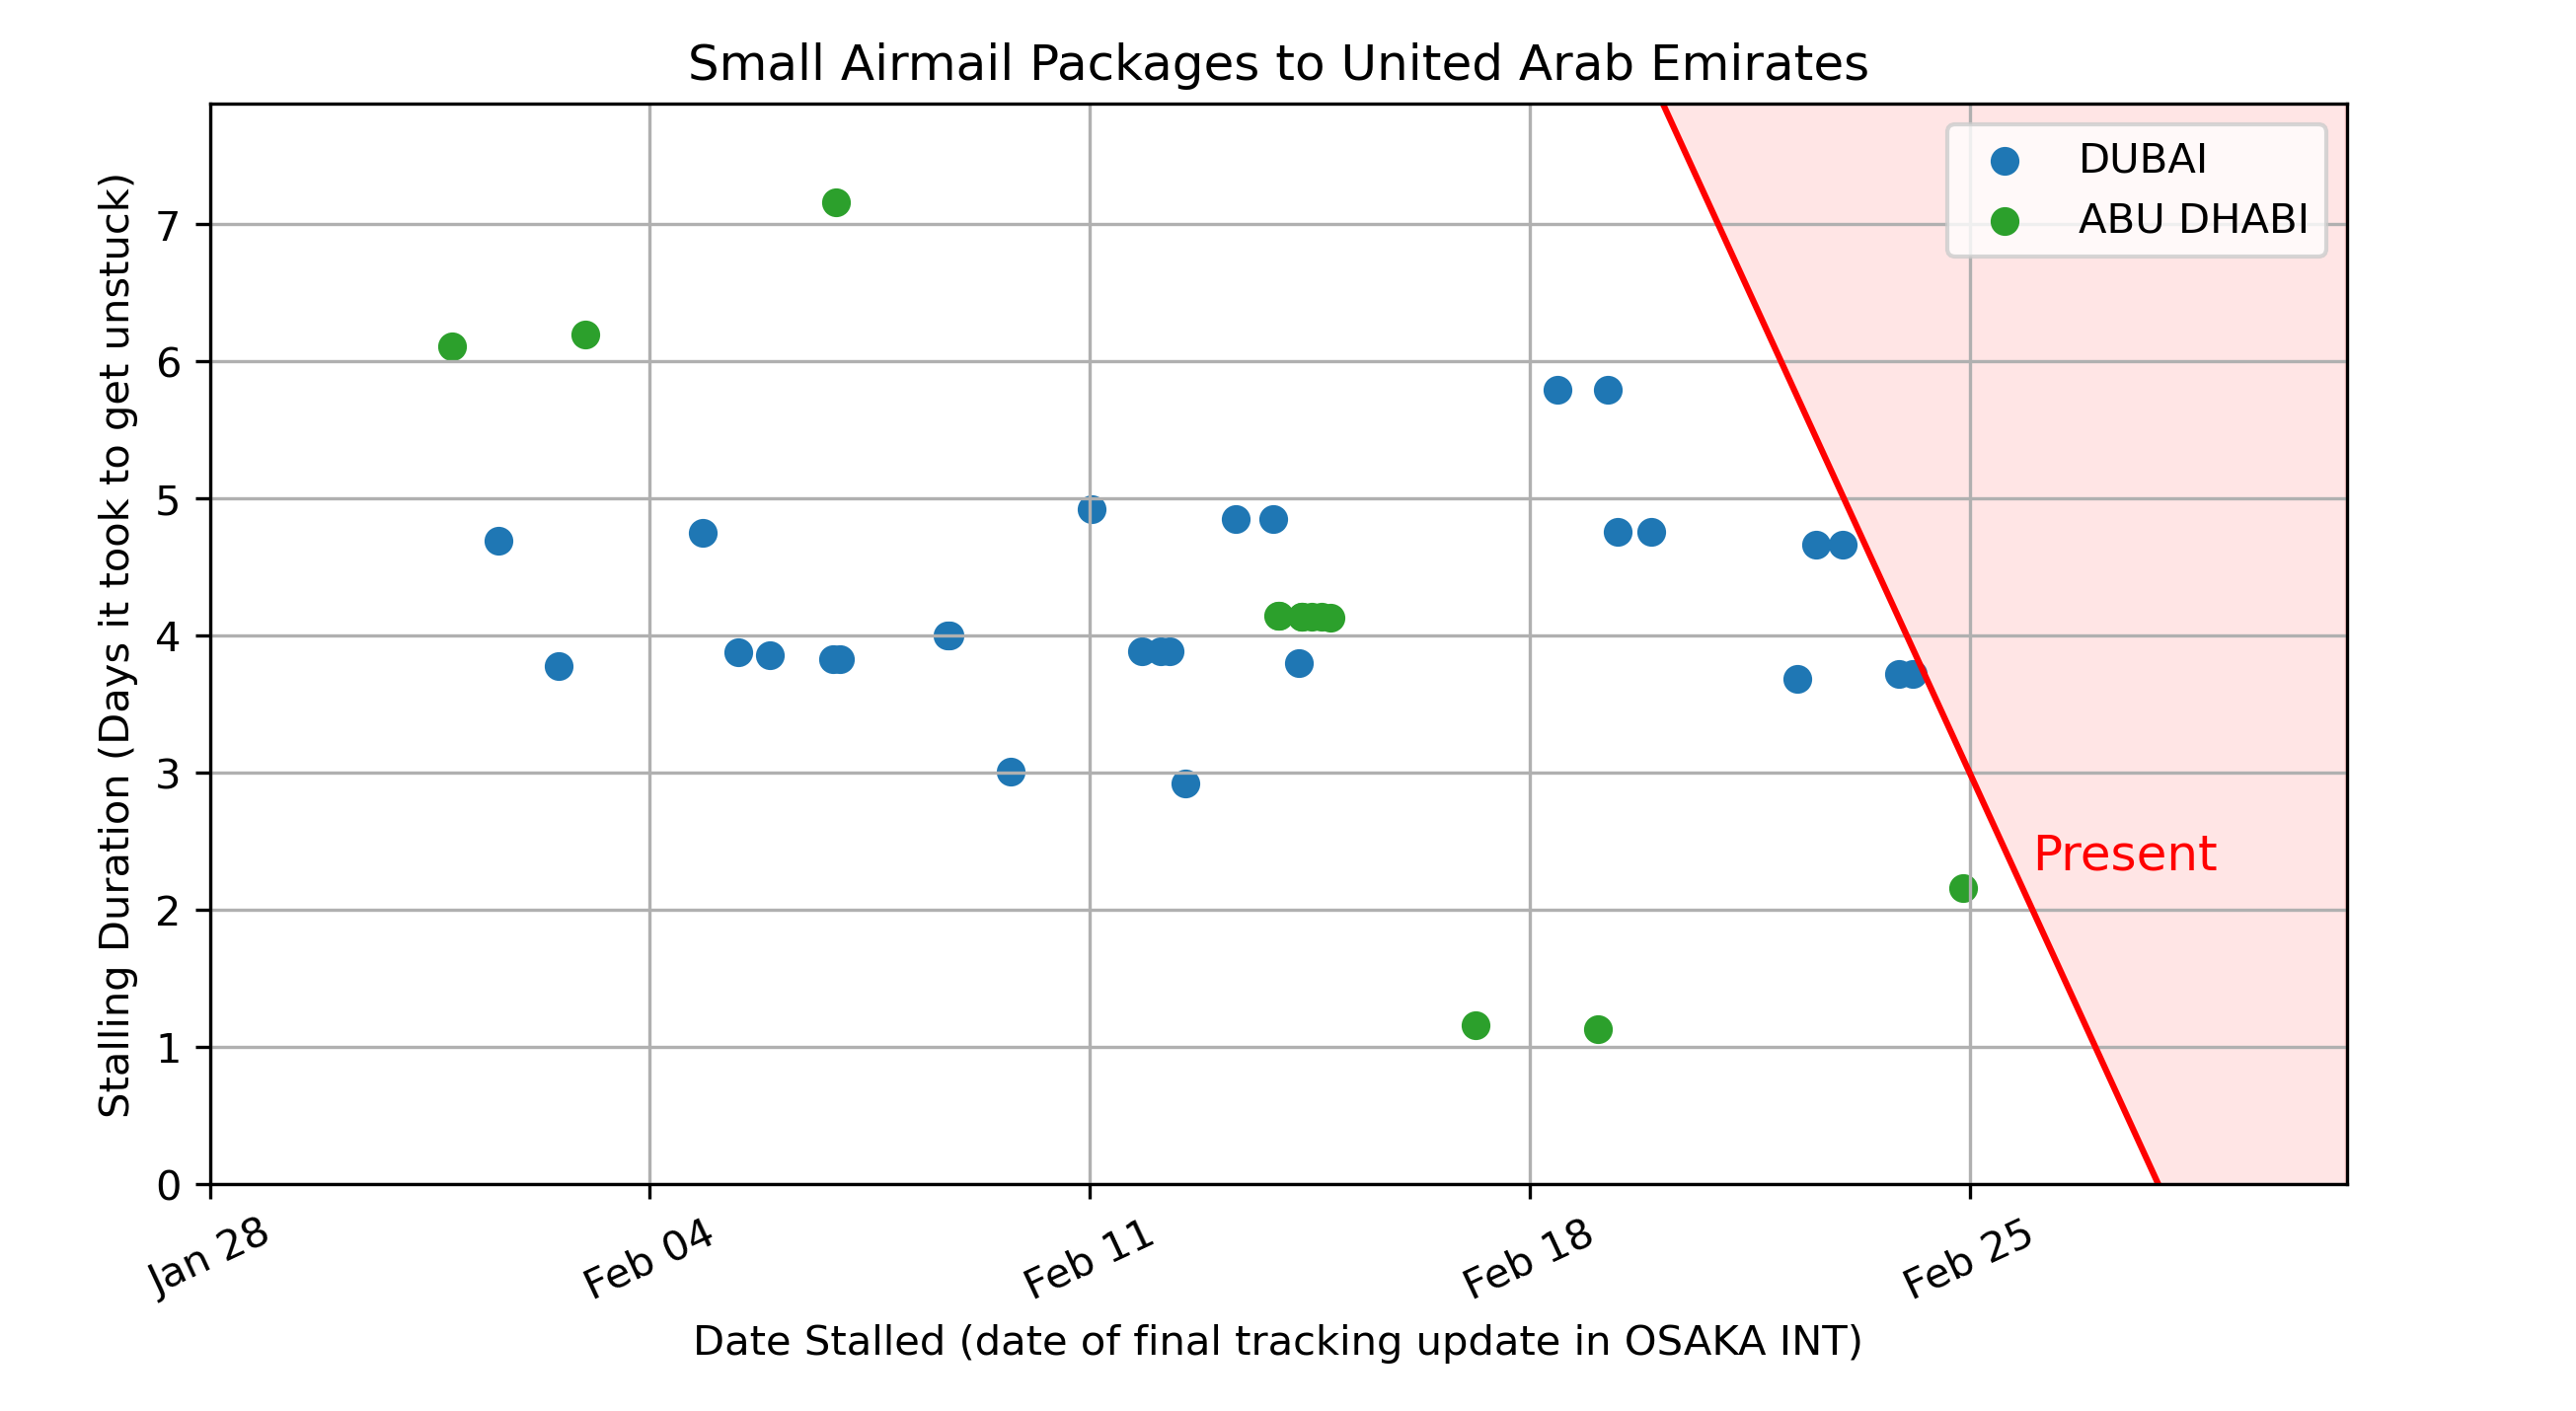 Small Airmail Packages to United Arab Emirates
DUBAI
ABU DHABI
Stalling Duration (Days it took to get unstuck)
7
6
5
4
3
2
1
0
Present
Jan 28
Feb 04
Feb 11
Feb 18
Feb 25
Date Stalled (date of final tracking update in OSAKA INT)